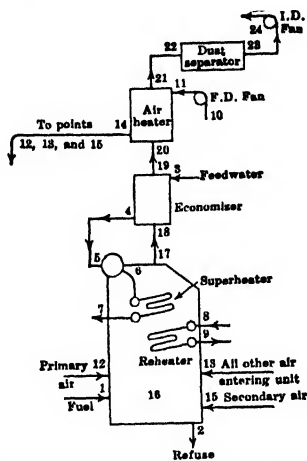 I.D.
Fan
24
22
23
Dust
separator
21
11
F.D. Fan
10
Air
heater
14
To points
12, 13, and 15
20
19
3
Feedwater
4
Economizer
18
17
5
6
Superheater
7
8
9
Reheater
Primary 12
air
13 All other air
entering unit
1
Fuel
16
15 Secondary air
2
Refuse